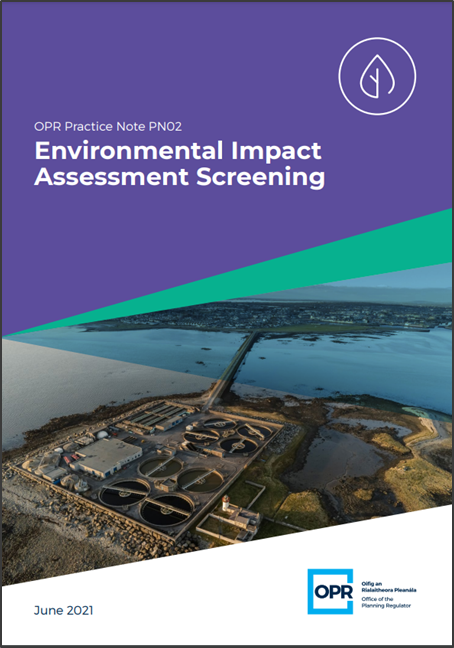 OPR Practice Note PN02
Environmental Impact
Assessment Screening
June 2021
OPR
Oifig an
Rialaitheora Pleanála
Office of the
Planning Regulator